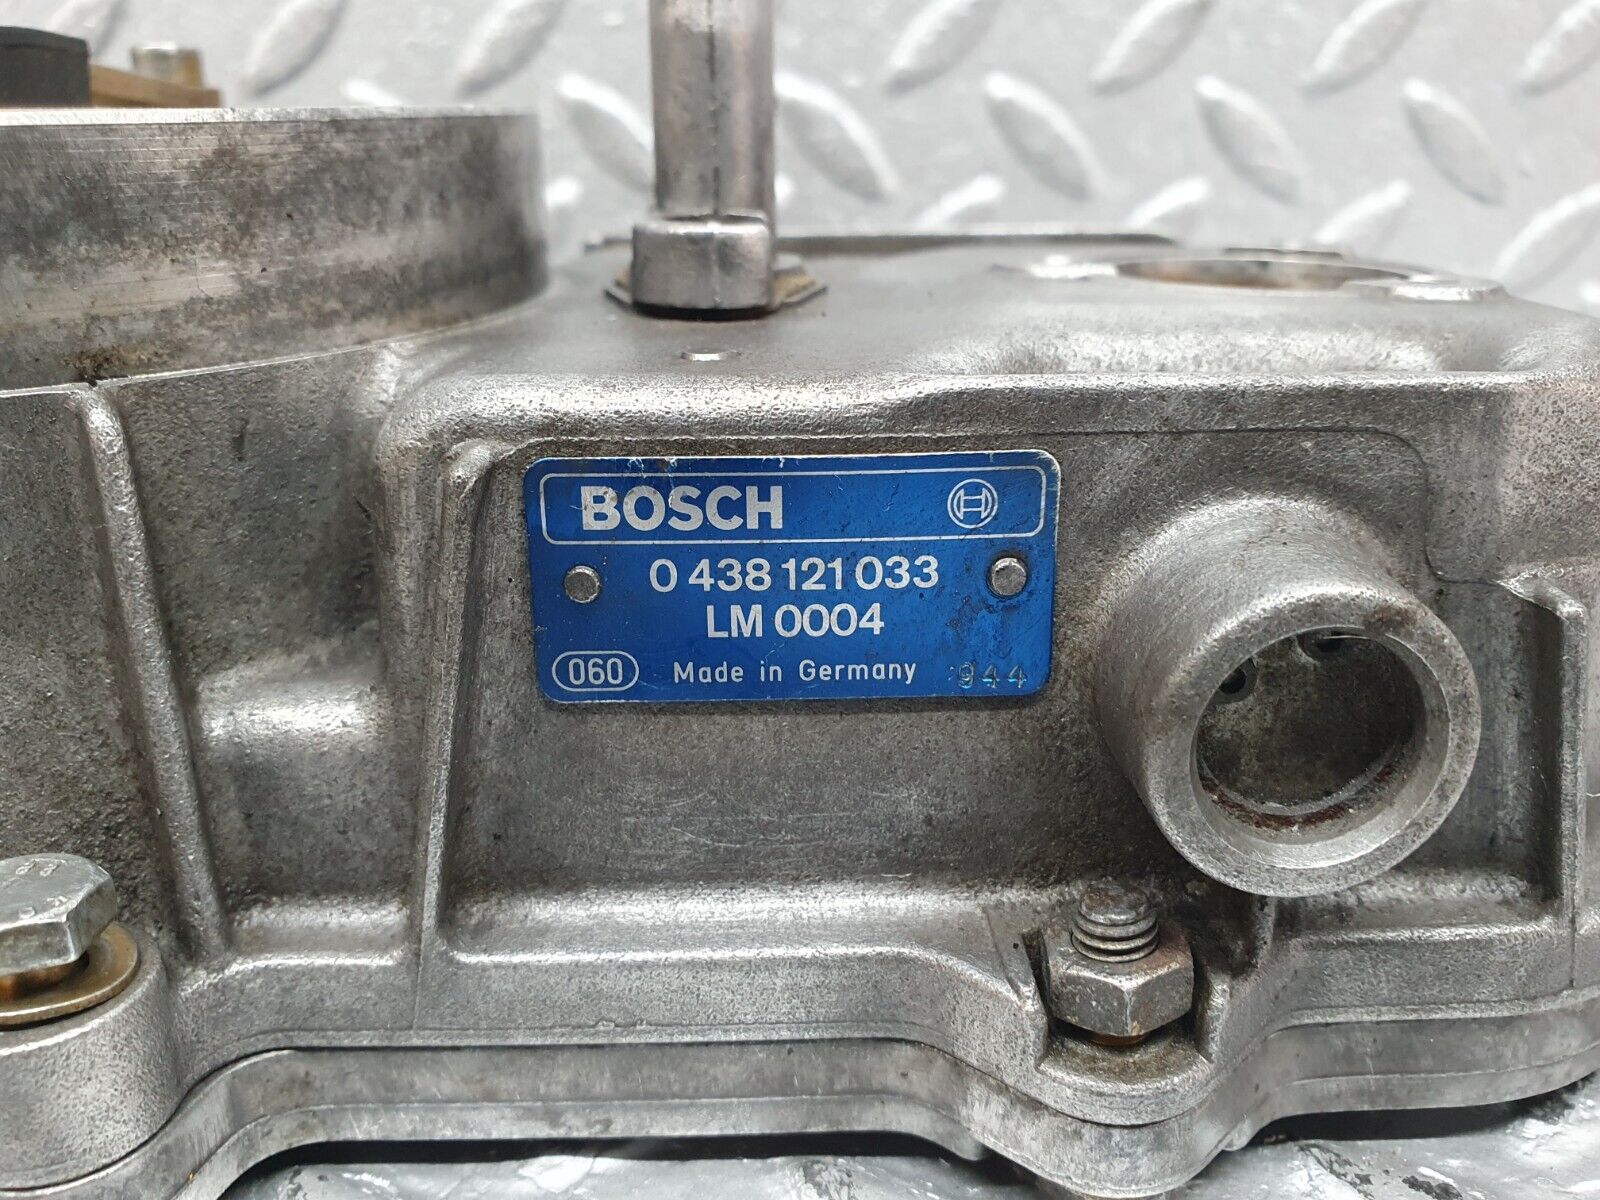 BOSCH
0 438 121 033
LM 0004
060 Made in Germany 944